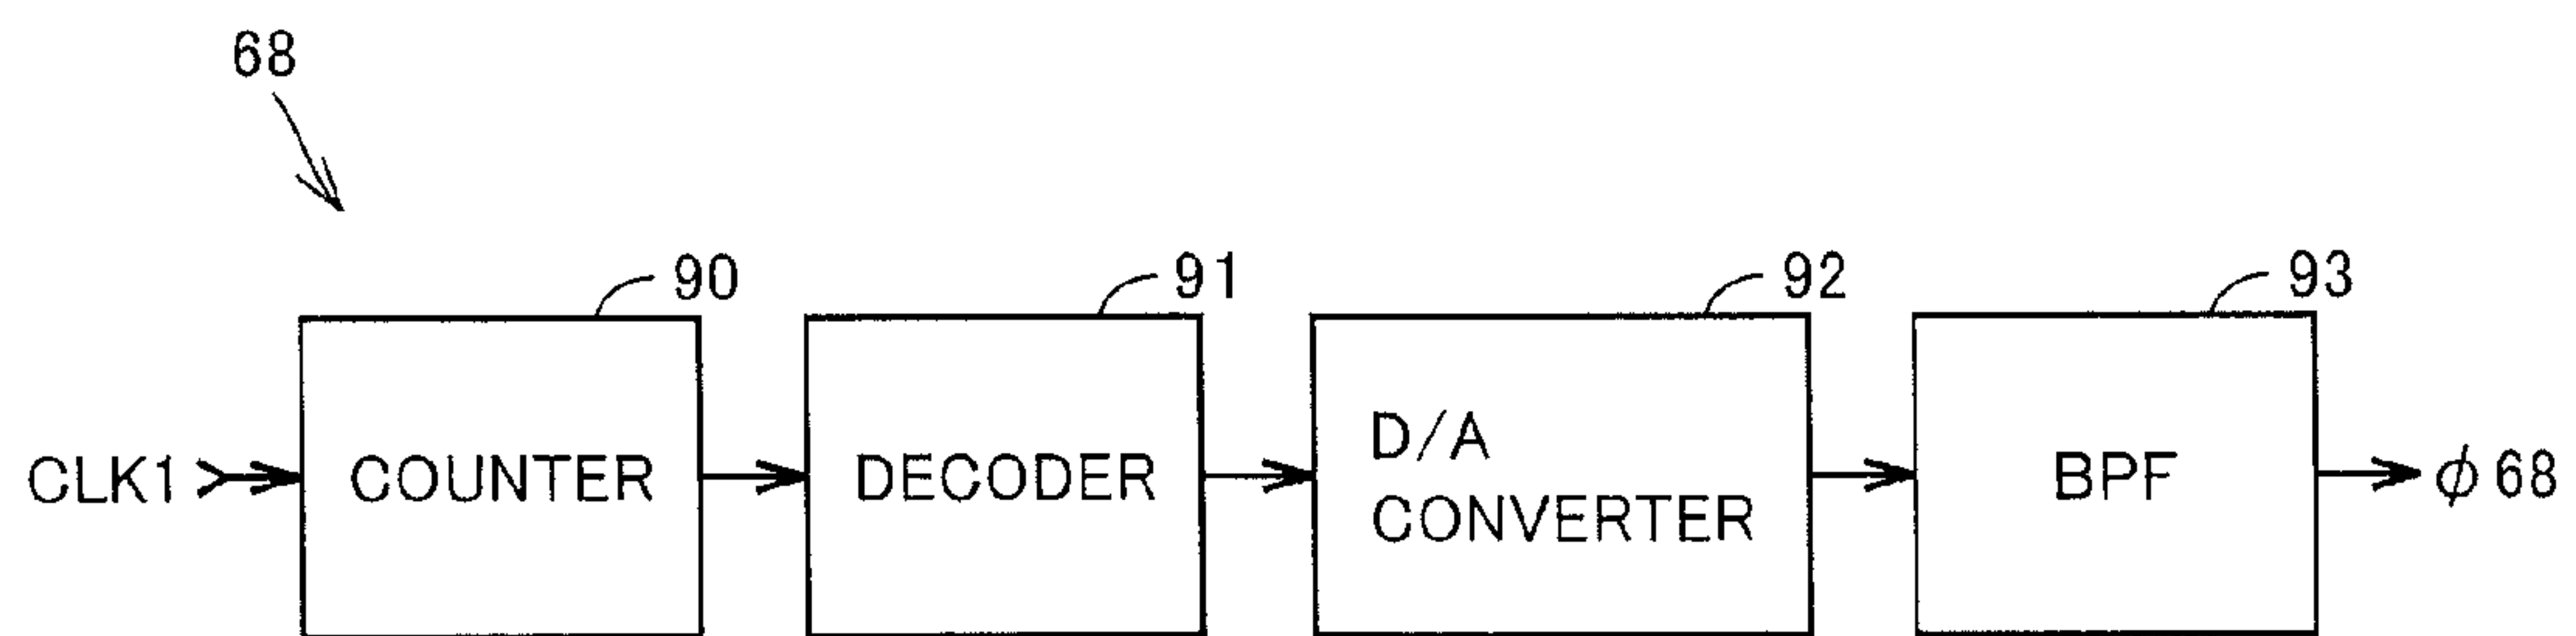 68
90
91
92
93
CLK1
COUNTER
DECODER
D/A
CONVERTER
BPF
ϕ68